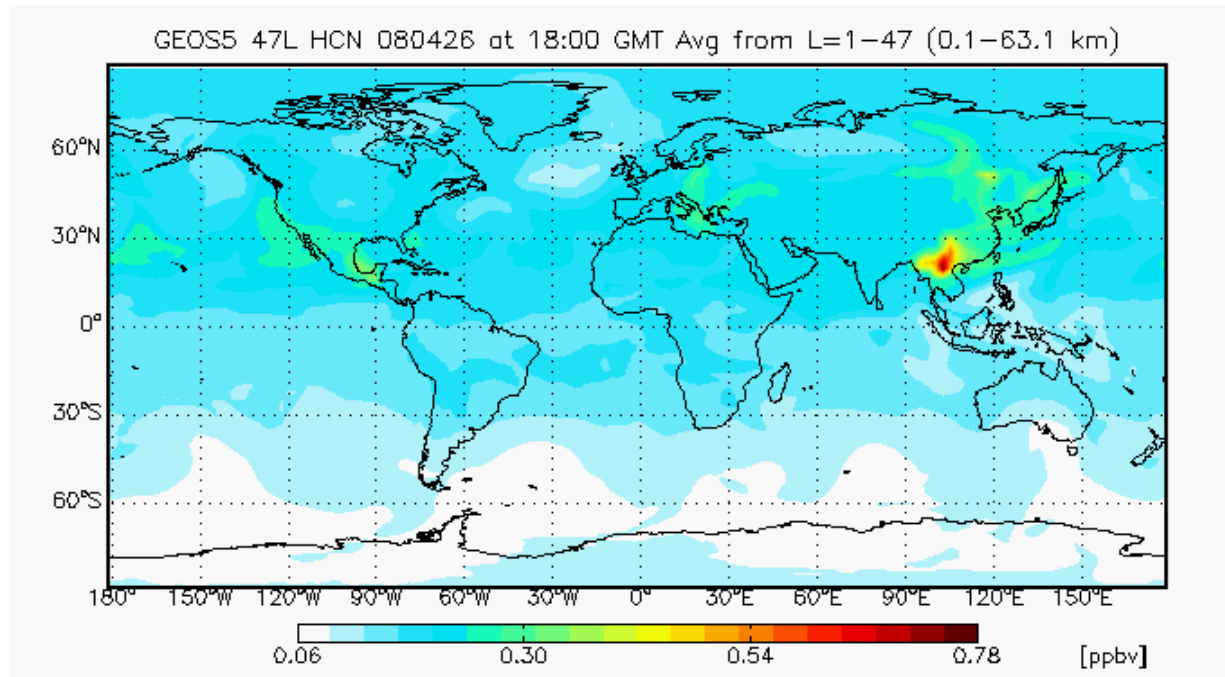 GEOS5 47L HCN 080426 at 18:00 GMT Avg from L=1-47 (0.1-63.1 km)
60°N
30°N
0°
30°S
60°S
180° 150°W 120°W 90°W 60°W 30°W 0° 30°E 60°E 90°E 120°E 150°E
0.06 0.30 0.54 0.78 [ppbv]